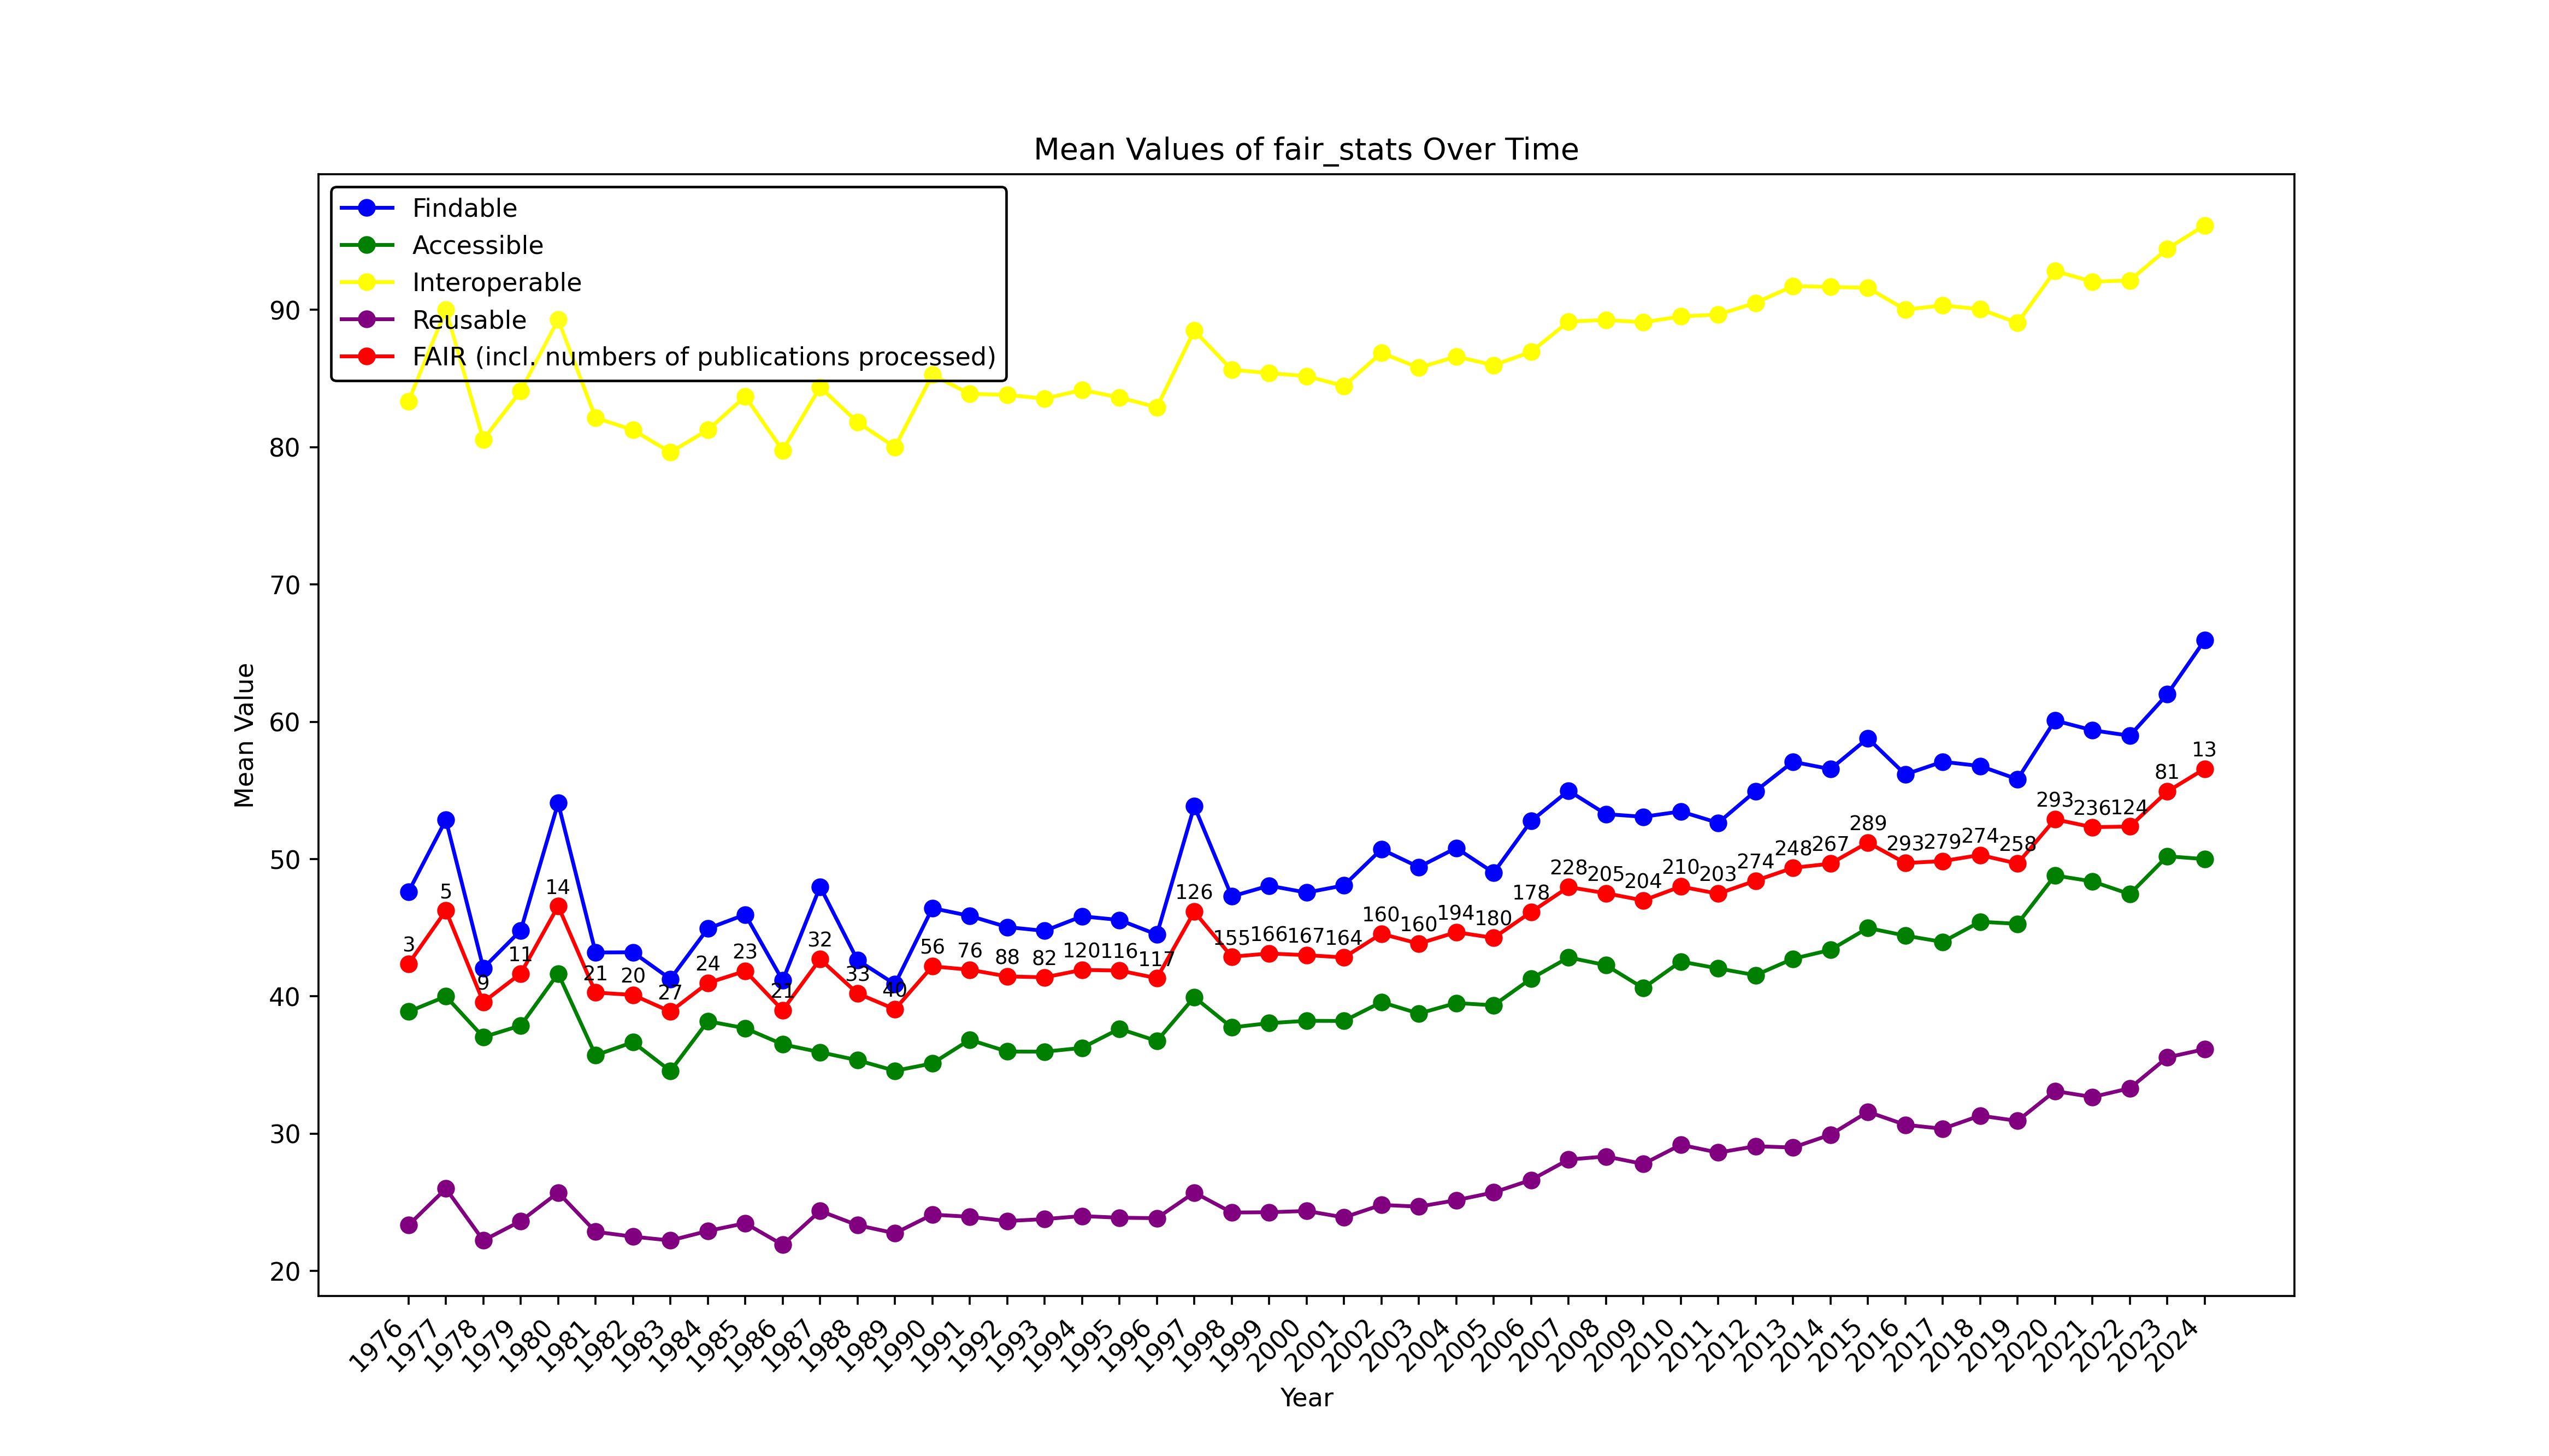 Mean Values of fair_stats Over Time
Findable
Accessible
Interoperable
Reusable
FAIR (incl. numbers of publications processed)
Mean Value
90
80
70
60
50
40
30
20
3 5 9 11 14 21 20 27 24 23 21 32 33 40 56 76 88 82 120 116 117 126 155 166 167 164 160 160 194 180 178 228 205 204 210 203 274 248 267 289 293 279 274 258 293 236 124 81 13
1976 1977 1978 1979 1980 1981 1982 1983 1984 1985 1986 1987 1988 1989 1990 1991 1992 1993 1994 1995 1996 1997 1998 1999 2000 2001 2002 2003 2004 2005 2006 2007 2008 2009 2010 2011 2012 2013 2014 2015 2016 2017 2018 2019 2020 2021 2022 2023 2024
Year